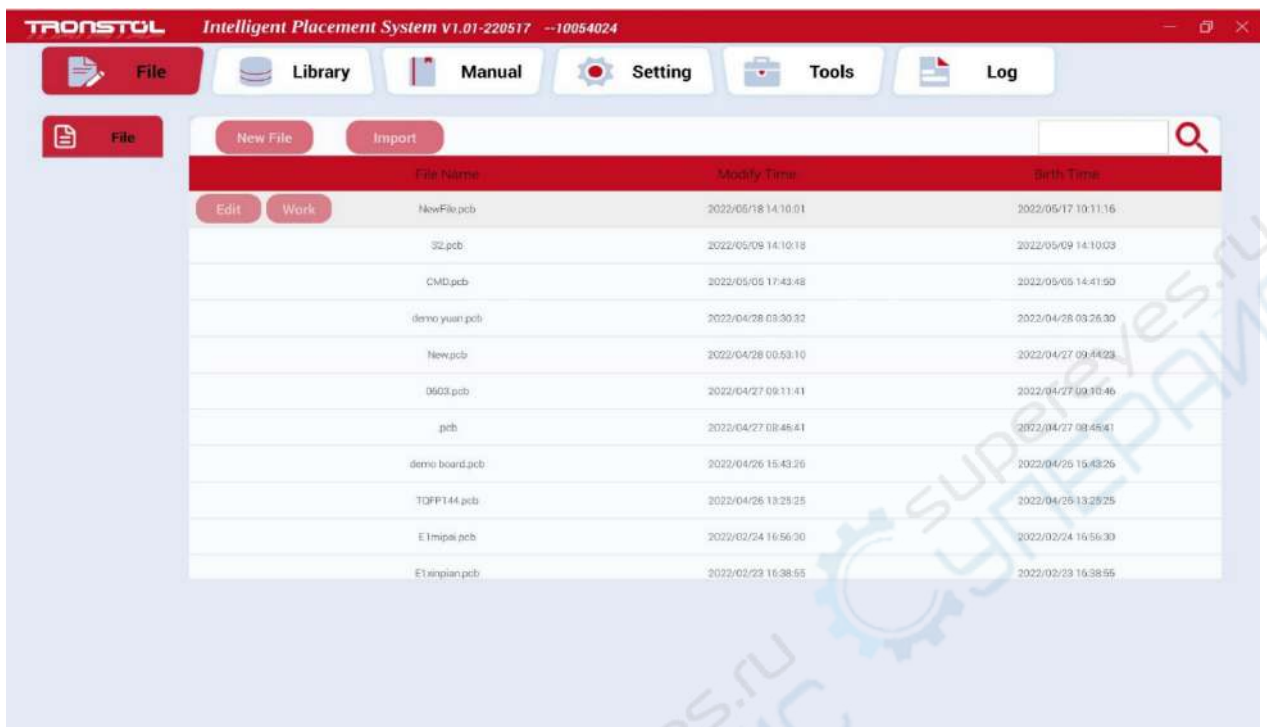 TRONSTOL Intelligent Placement System V1.01-220517 --10054024
File Library Manual Setting Tools Log
File New File Import
File Name Modify Time Birth Time
Edit Work NewFile.pcb 2022/05/18 14:10:01 2022/05/17 10:11:16
S2.pcb 2022/05/09 14:10:18 2022/05/09 14:10:03
CMD.pcb 2022/05/05 17:43:48 2022/05/05 14:41:50
demo yuan.pcb 2022/04/28 03:30:32 2022/04/28 03:26:30
New.pcb 2022/04/28 00:53:10 2022/04/27 09:44:23
0603.pcb 2022/04/27 09:11:41 2022/04/27 09:10:46
.pcb 2022/04/27 08:46:41 2022/04/27 08:46:41
demo board.pcb 2022/04/26 15:43:26 2022/04/26 15:43:26
TQFP144.pcb 2022/04/26 13:25:25 2022/04/26 13:25:25
E1mipai.pcb 2022/02/24 16:56:30 2022/02/24 16:56:30
E1xinpian.pcb 2022/02/23 16:38:55 2022/02/23 16:38:55
supereyes.ru
СУПЕРАЙС
es.ru